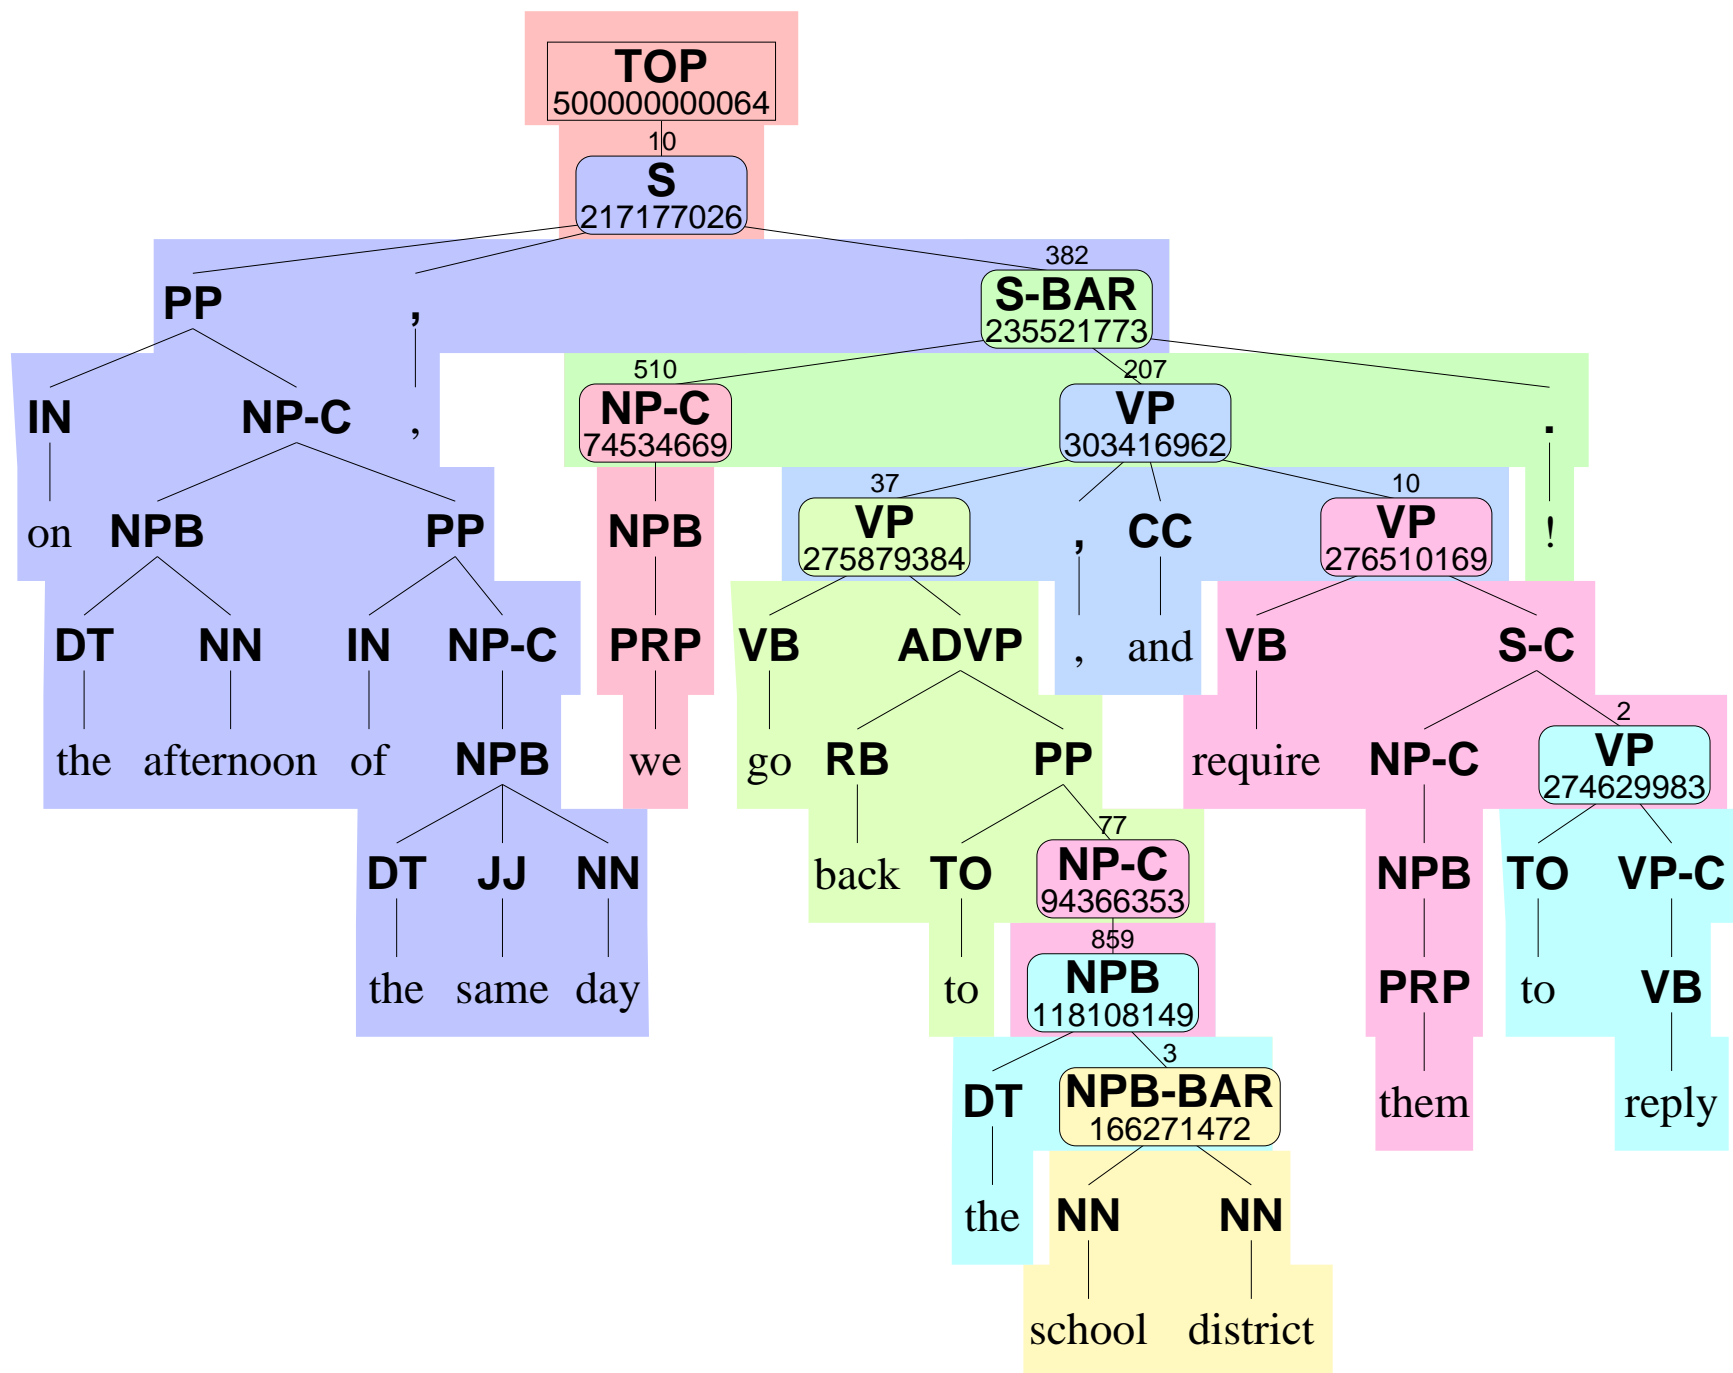 TOP
500000000064
10
S
217177026
382
PP , S-BAR
235521773
510 207
IN NP-C , NP-C VP .
74534669 303416962
37 10
on NPB PP NPB VP , CC VP !
275879384 276510169
DT NN IN NP-C PRP VB ADVP , and VB S-C
2
the afternoon of NPB we go RB PP require NP-C VP
274629983
77
DT JJ NN back TO NP-C NPB TO VP-C
94366353
859
the same day to NPB PRP to VB
118108149
3
DT NPB-BAR them reply
166271472
the NN NN
school district